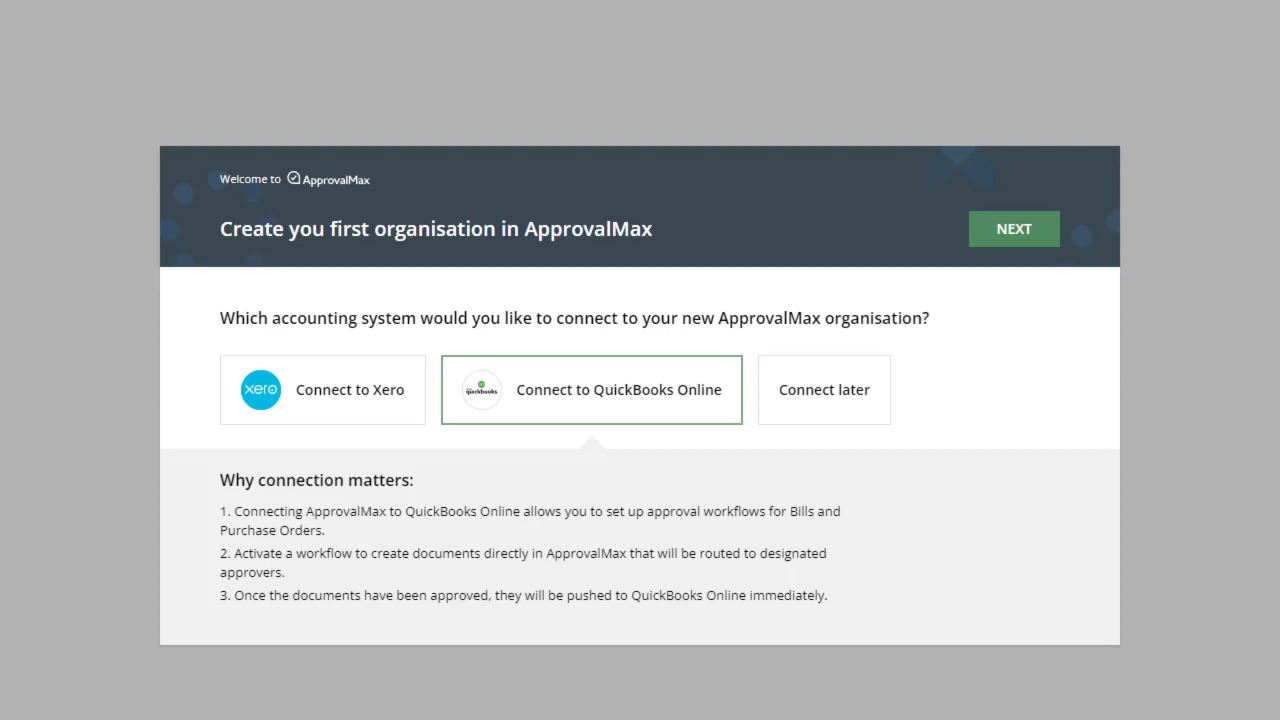 Welcome to ApprovalMax
Create you first organisation in ApprovalMax
NEXT
Which accounting system would you like to connect to your new ApprovalMax organisation?
xero Connect to Xero
quickbooks Connect to QuickBooks Online
Connect later
Why connection matters:
1. Connecting ApprovalMax to QuickBooks Online allows you to set up approval workflows for Bills and
Purchase Orders.
2. Activate a workflow to create documents directly in ApprovalMax that will be routed to designated
approvers.
3. Once the documents have been approved, they will be pushed to QuickBooks Online immediately.